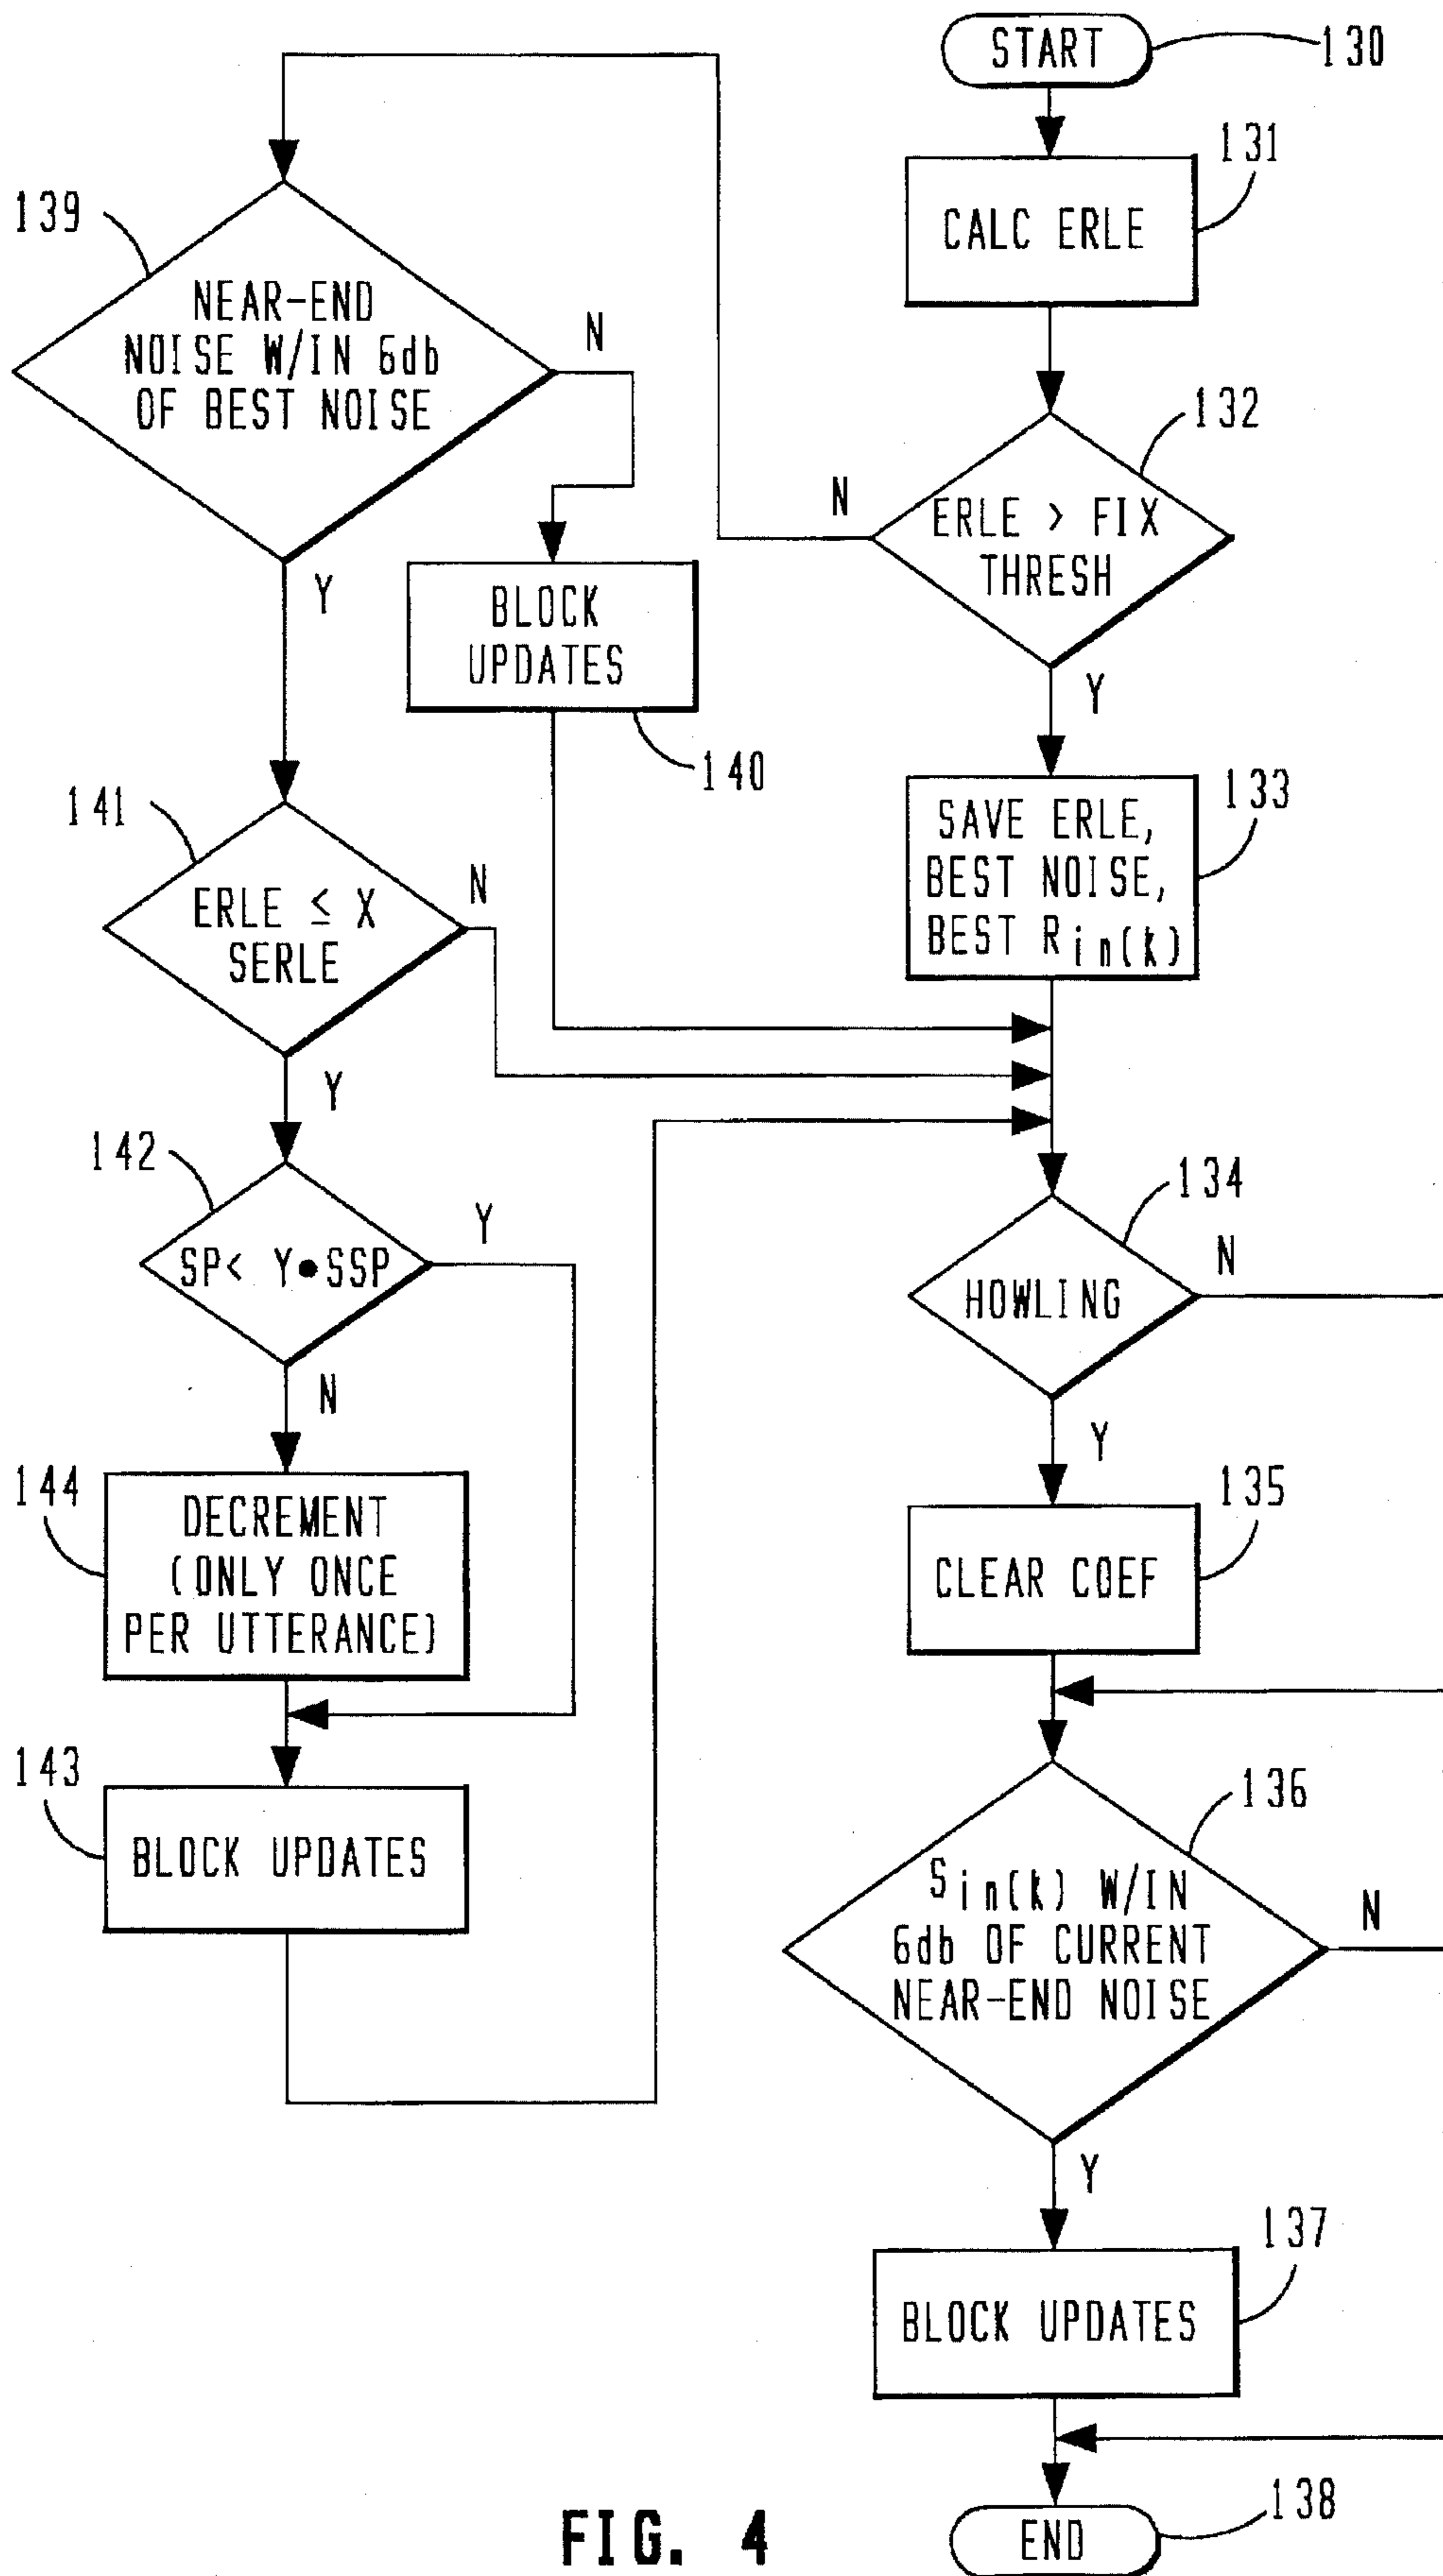 START
130
131
CALC ERLE
139
NEAR-END
NOISE W/IN 6db
OF BEST NOISE
N
Y
132
ERLE > FIX
THRESH
N
Y
BLOCK
UPDATES
140
133
SAVE ERLE,
BEST NOISE,
BEST Rin(k)
141
ERLE ≤ X
SERLE
N
Y
142
SP< Y●SSP
Y
N
134
HOWLING
N
Y
144
DECREMENT
(ONLY ONCE
PER UTTERANCE)
135
CLEAR COEF
143
BLOCK UPDATES
136
Sin(k) W/IN
6db OF CURRENT
NEAR-END NOISE
N
Y
137
BLOCK UPDATES
138
END
FIG. 4